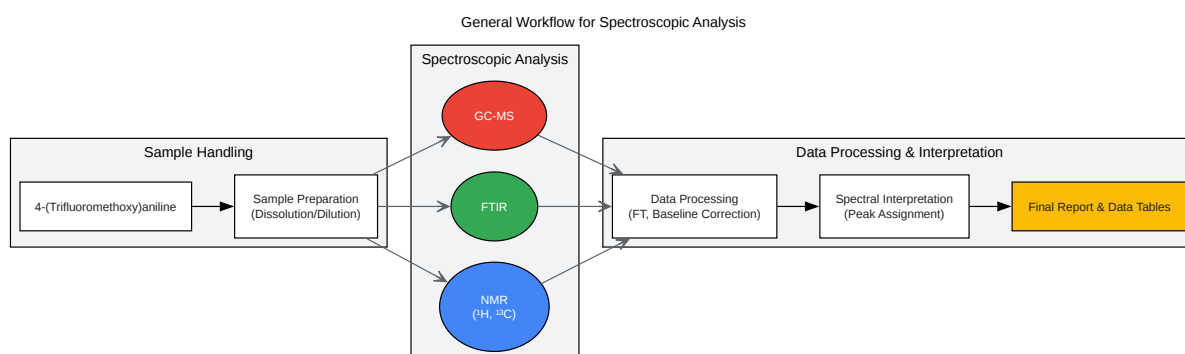 General Workflow for Spectroscopic Analysis
Sample Handling
4-(Trifluoromethoxy)aniline
Sample Preparation
(Dissolution/Dilution)
Spectroscopic Analysis
GC-MS
FTIR
NMR
(¹H, ¹³C)
Data Processing & Interpretation
Data Processing
(FT, Baseline Correction)
Spectral Interpretation
(Peak Assignment)
Final Report & Data Tables